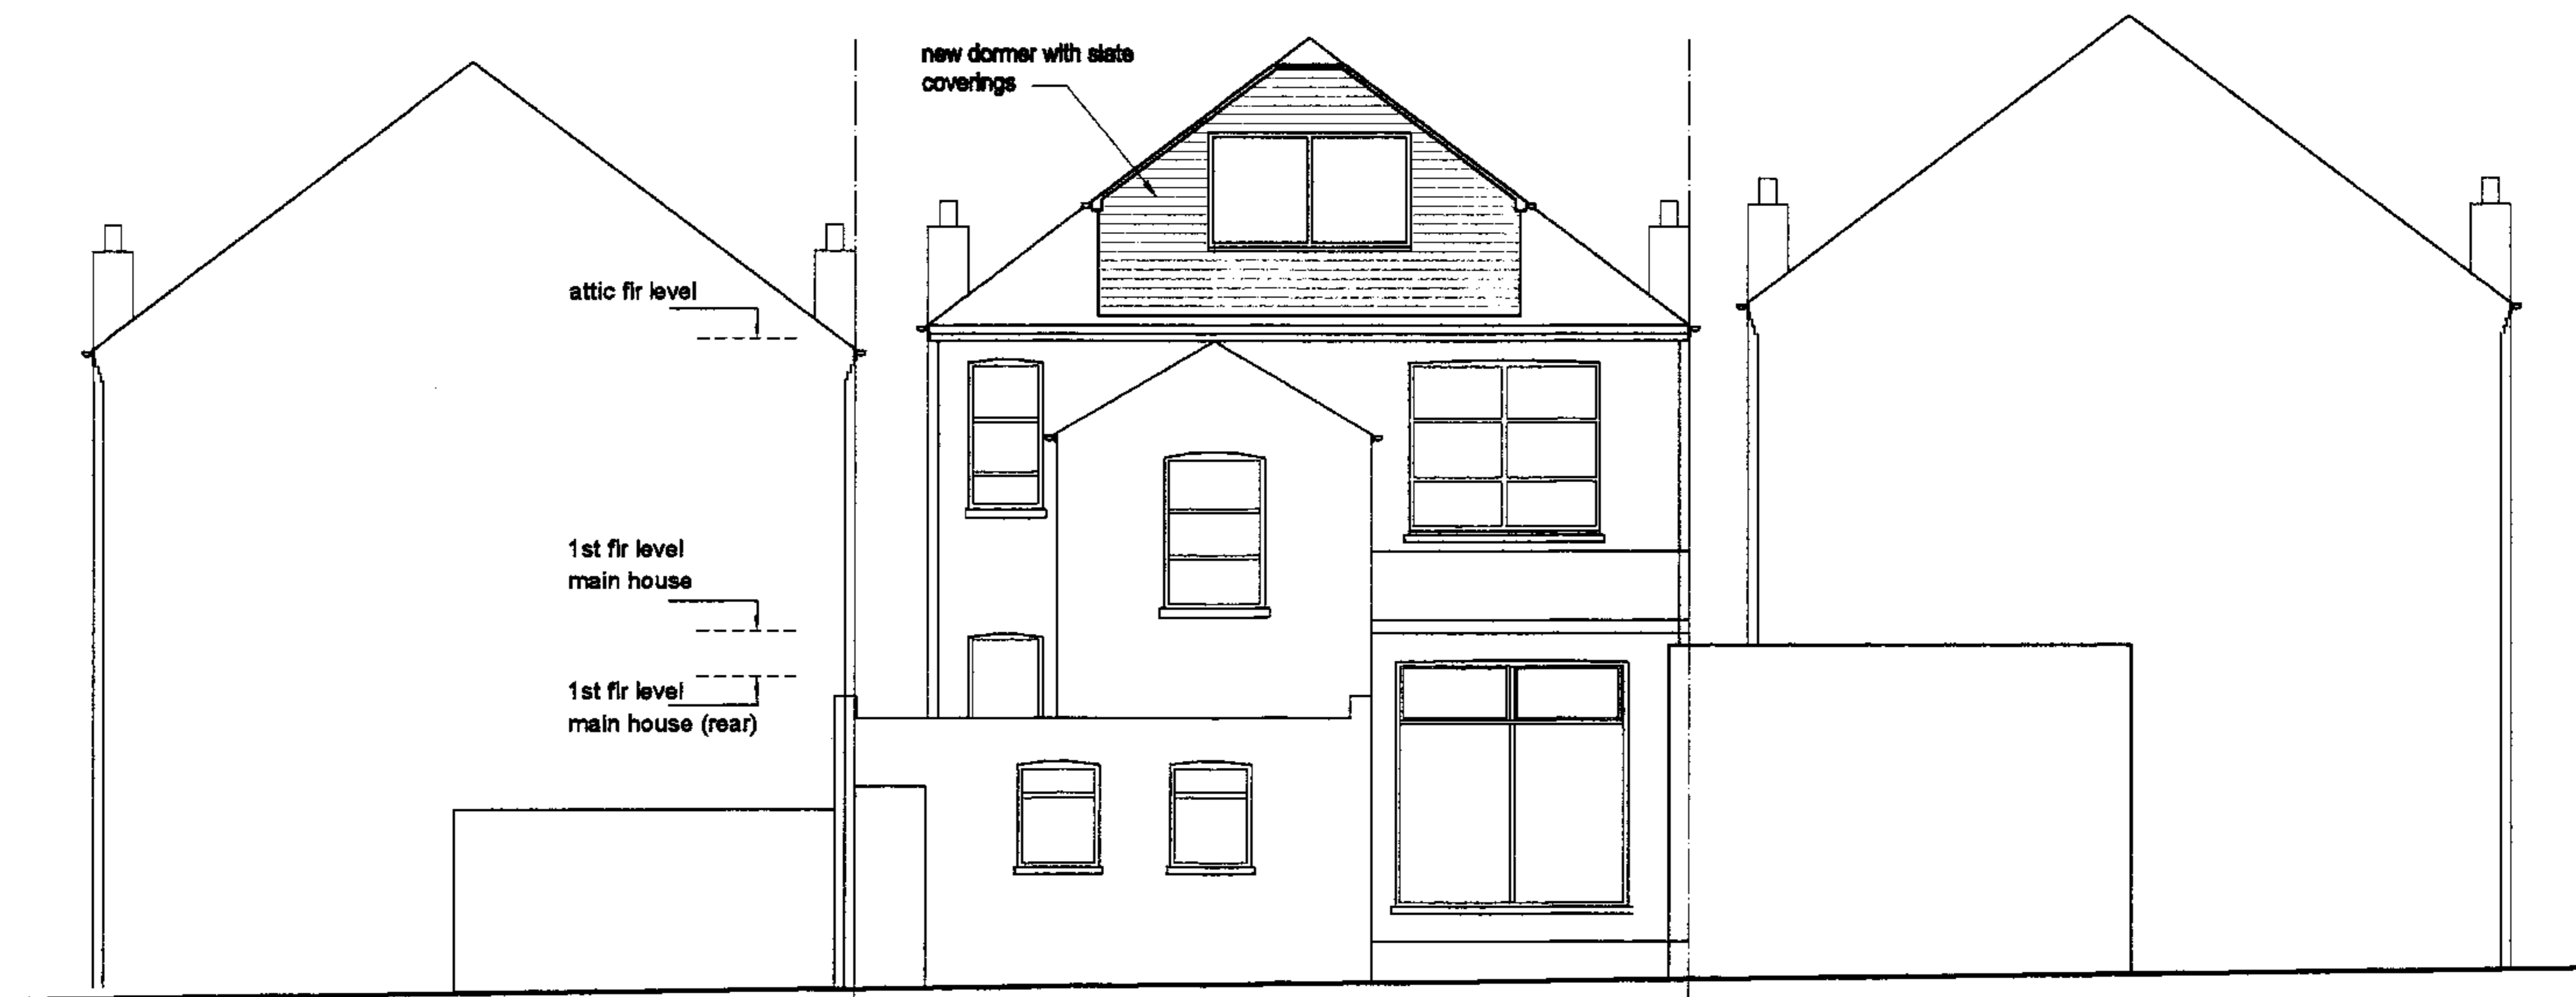 new dormer with slate
coverings
attic flr level
1st flr level
main house
1st flr level
main house (rear)